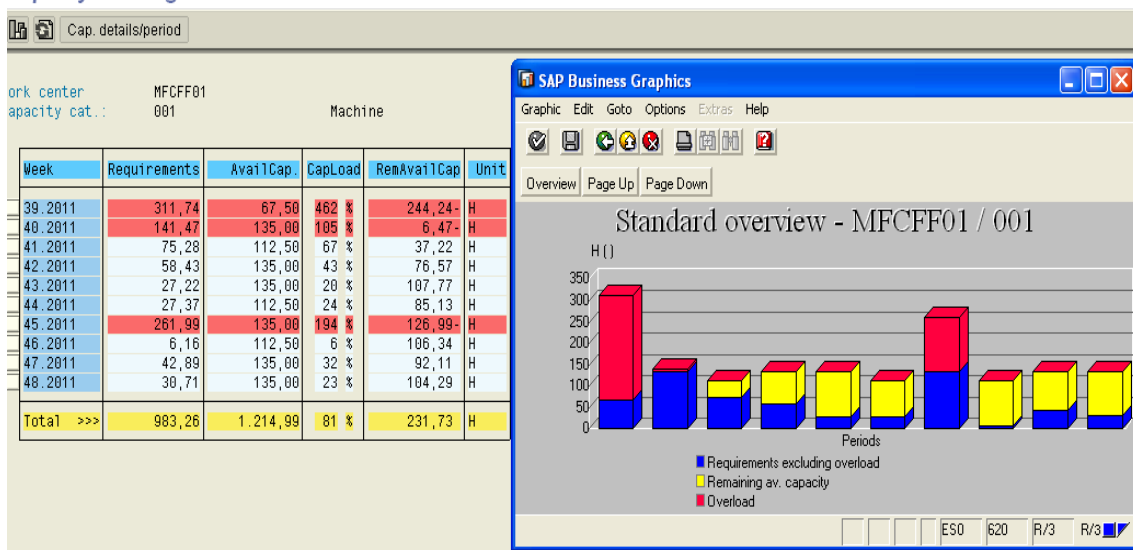 Cap. details/period
ork center MFCFF01
apacity cat.: 001 Machine
Week Requirements AvailCap. CapLoad RemAvailCap Unit
39.2011 311,74 67,50 462 % 244,24- H
40.2011 141,47 135,00 105 % 6,47- H
41.2011 75,28 112,50 67 % 37,22 H
42.2011 58,43 135,00 43 % 76,57 H
43.2011 27,22 135,00 20 % 107,77 H
44.2011 27,37 112,50 24 % 85,13 H
45.2011 261,99 135,00 194 % 126,99- H
46.2011 6,16 112,50 6 % 106,34 H
47.2011 42,89 135,00 32 % 92,11 H
48.2011 30,71 135,00 23 % 104,29 H
Total >>> 983,26 1.214,99 81 % 231,73 H
SAP Business Graphics
Graphic Edit Goto Options Extras Help
Overview Page Up Page Down
Standard overview - MFCFF01 / 001
H ()
350
300
250
200
150
100
50
0
Periods
Requirements excluding overload
Remaining av. capacity
Overload
ES0 620 R/3 R/3